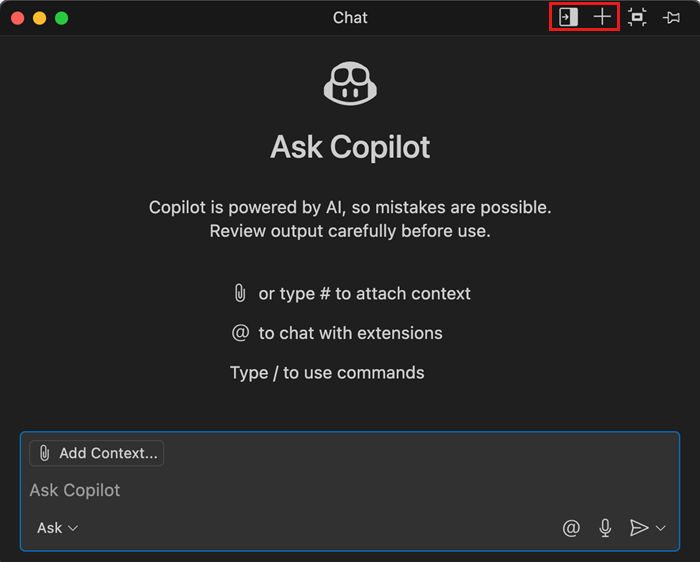 Chat
Ask Copilot
Copilot is powered by AI, so mistakes are possible.
Review output carefully before use.
or type # to attach context
@ to chat with extensions
Type / to use commands
Add Context...
Ask Copilot
Ask
@